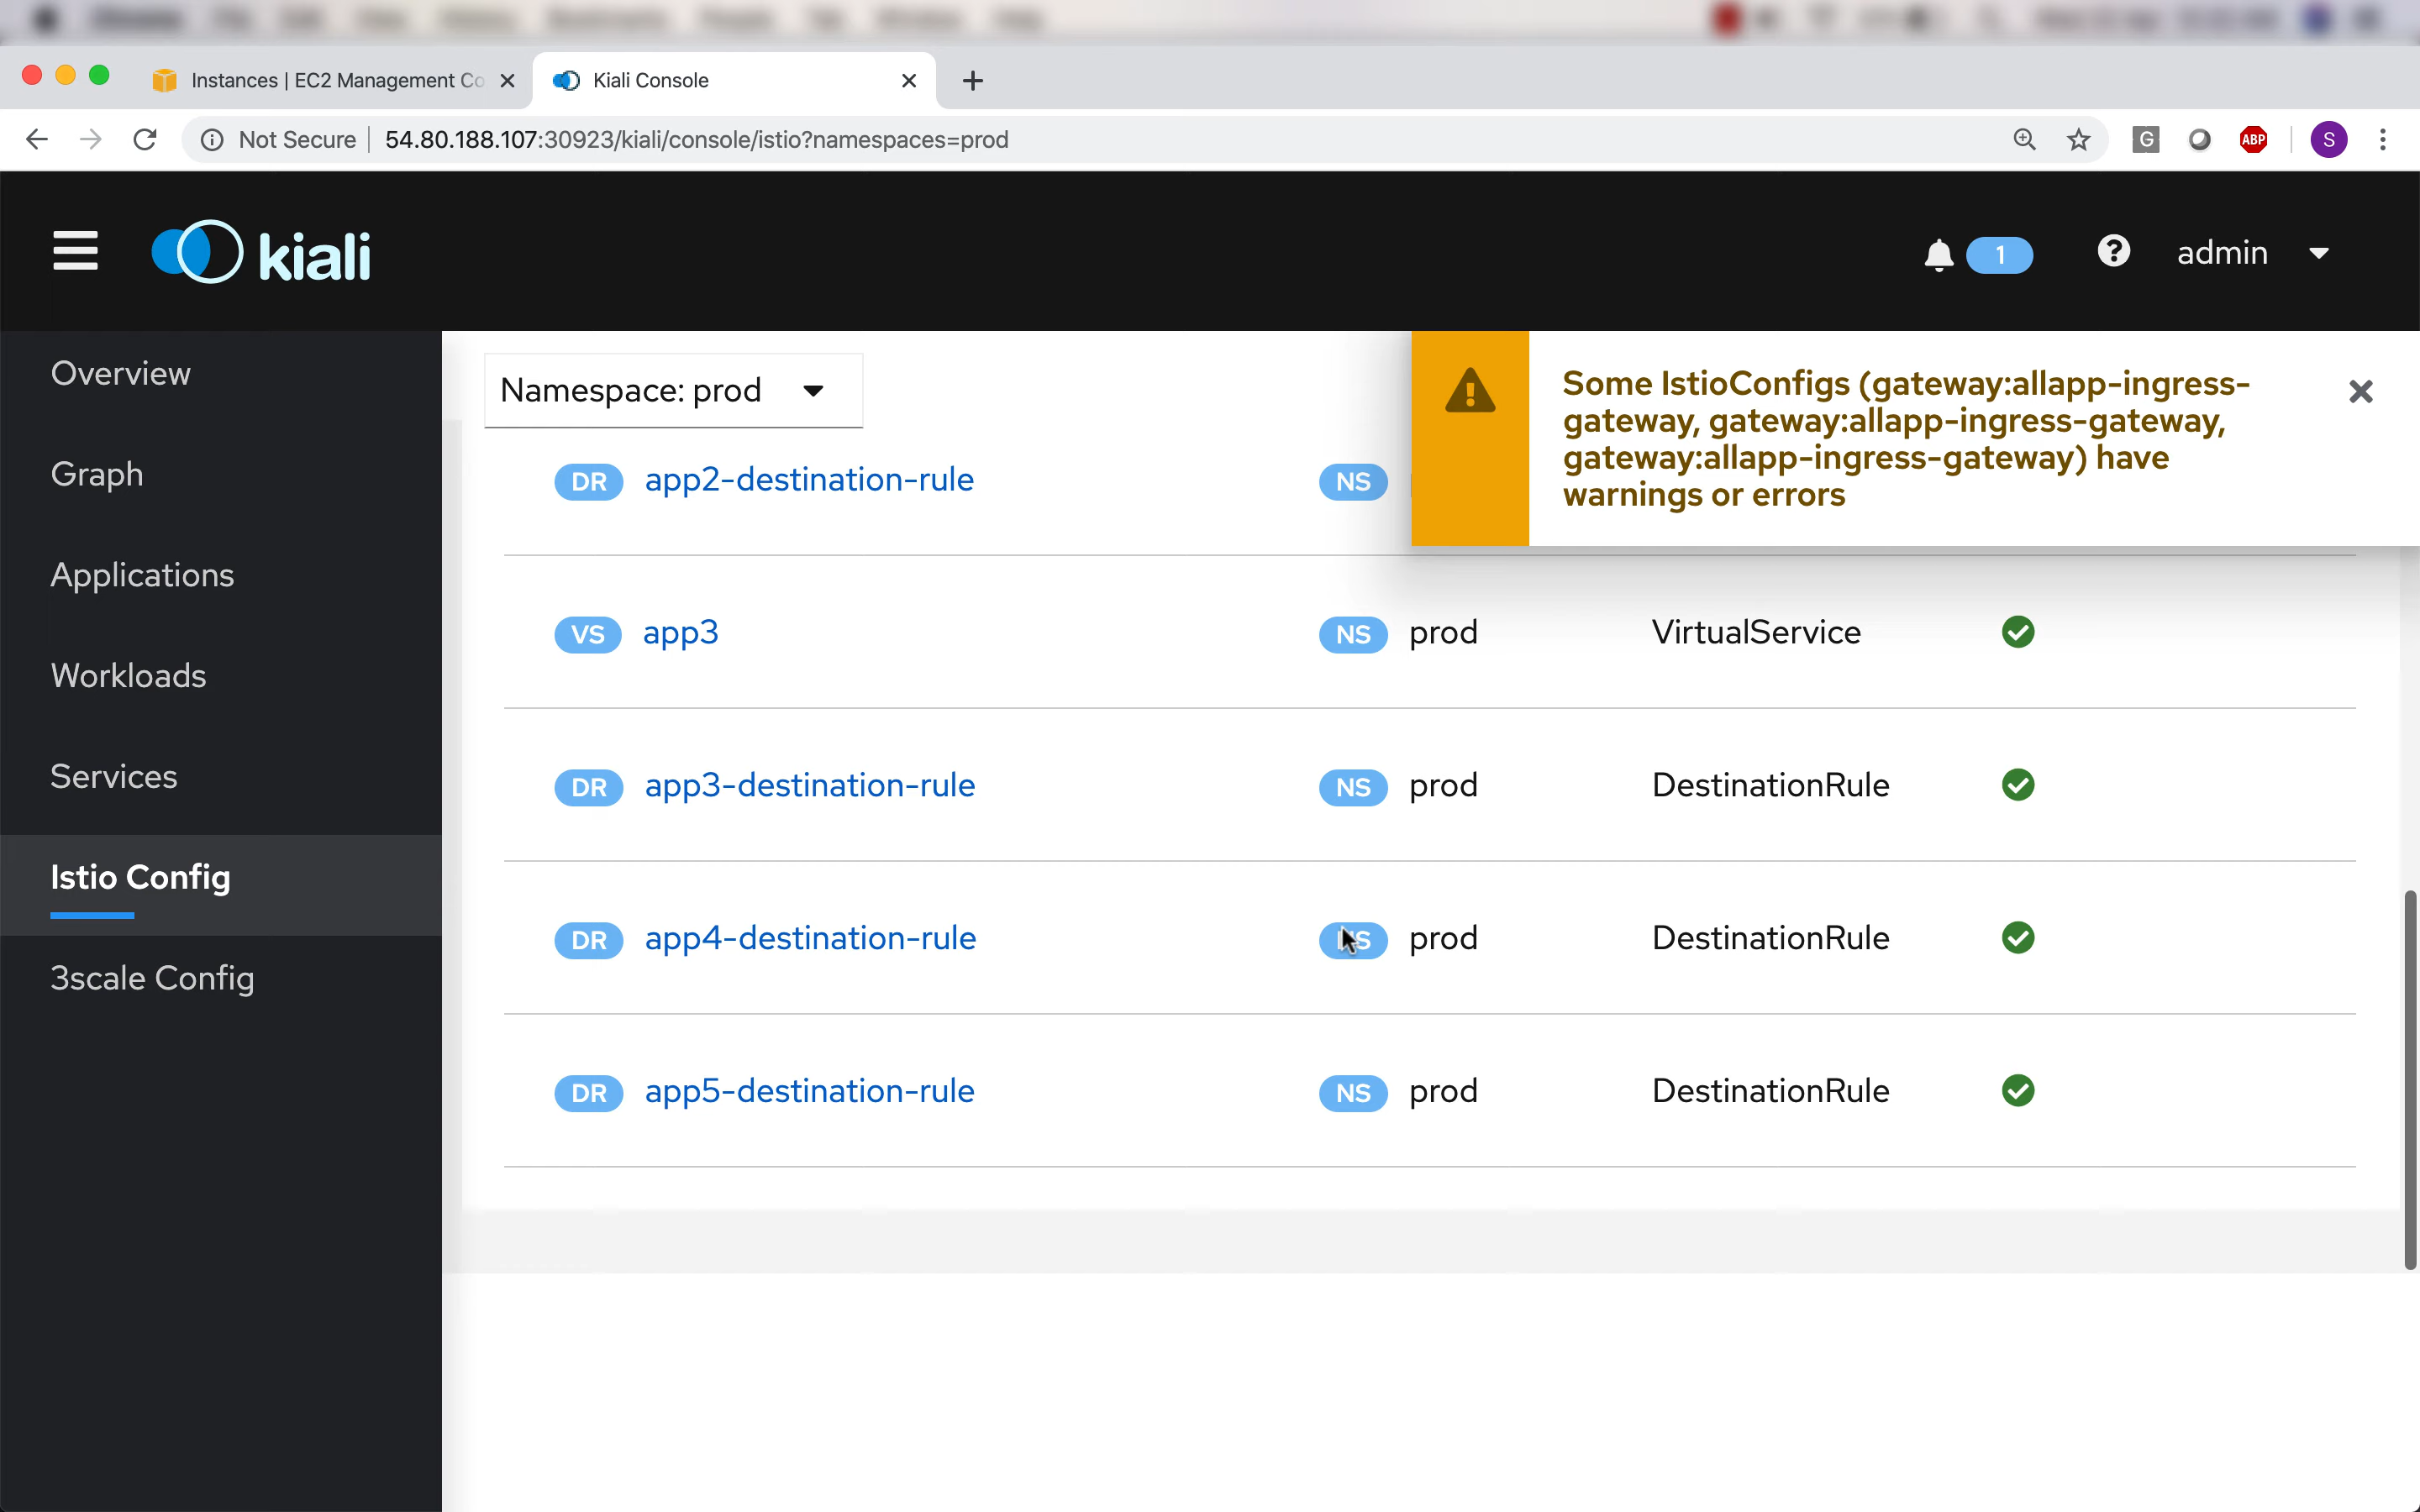 Instances | EC2 Management Co
Kiali Console
Not Secure
54.80.188.107:30923/kiali/console/istio?namespaces=prod
G
ABP
S
kiali
1
?
admin
Overview
Graph
Applications
Workloads
Services
Istio Config
3scale Config
Namespace: prod
Some IstioConfigs (gateway:allapp-ingress-
gateway, gateway:allapp-ingress-gateway,
gateway:allapp-ingress-gateway) have
warnings or errors
DR app2-destination-rule NS
VS app3 NS prod VirtualService
DR app3-destination-rule NS prod DestinationRule
DR app4-destination-rule NS prod DestinationRule
DR app5-destination-rule NS prod DestinationRule